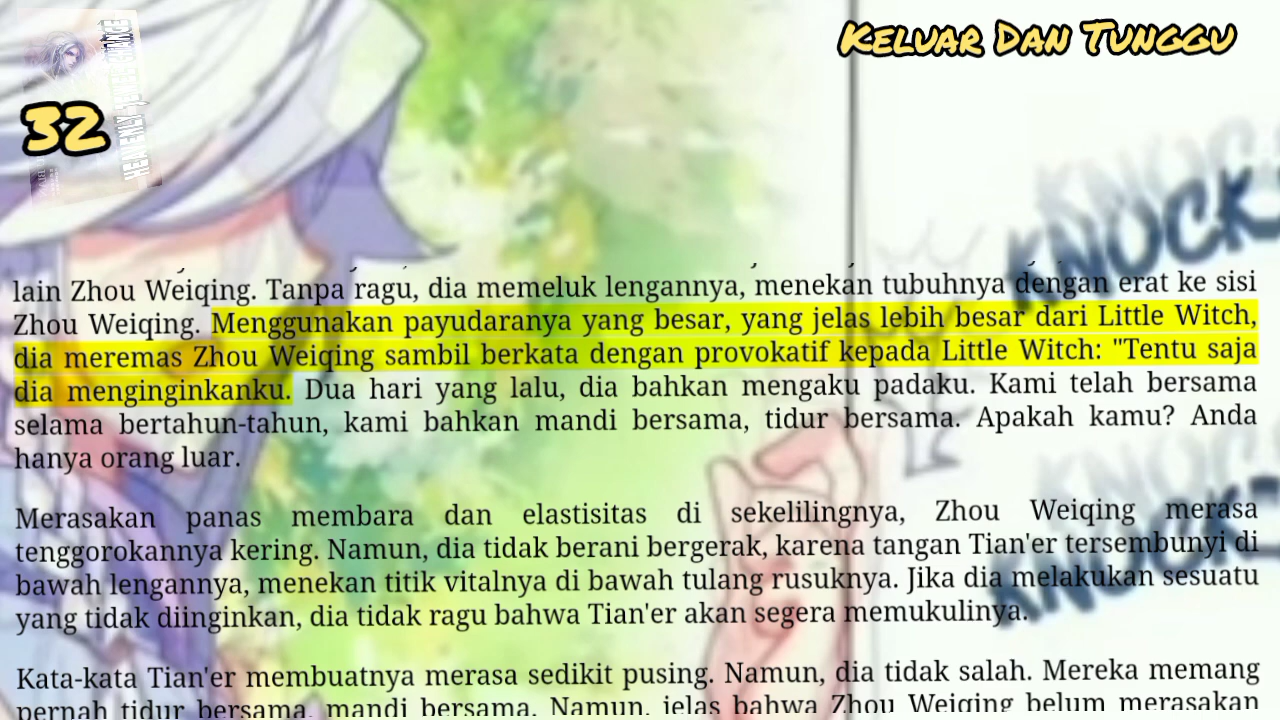 Keluar Dan Tunggu
32
HEAVENLY
lain Zhou Weiqing. Tanpa ragu, dia memeluk lengannya, menekan tubuhnya dengan erat ke sisi
Zhou Weiqing. Menggunakan payudaranya yang besar, yang jelas lebih besar dari Little Witch,
dia meremas Zhou Weiqing sambil berkata dengan provokatif kepada Little Witch: "Tentu saja
dia menginginkanku. Dua hari yang lalu, dia bahkan mengaku padaku. Kami telah bersama
selama bertahun-tahun, kami bahkan mandi bersama, tidur bersama. Apakah kamu? Anda
hanya orang luar.
Merasakan panas membara dan elastisitas di sekelilingnya, Zhou Weiqing merasa
tenggorokannya kering. Namun, dia tidak berani bergerak, karena tangan Tian'er tersembunyi di
bawah lengannya, menekan titik vitalnya di bawah tulang rusuknya. Jika dia melakukan sesuatu
yang tidak diinginkan, dia tidak ragu bahwa Tian'er akan segera memukulinya.
Kata-kata Tian'er membuatnya merasa sedikit pusing. Namun, dia tidak salah. Mereka memang
pernah tidur bersama, mandi bersama. Namun, jelas bahwa Zhou Weiqing belum merasakan
KNOCK
KNOCK
KNOCK
KNOCK